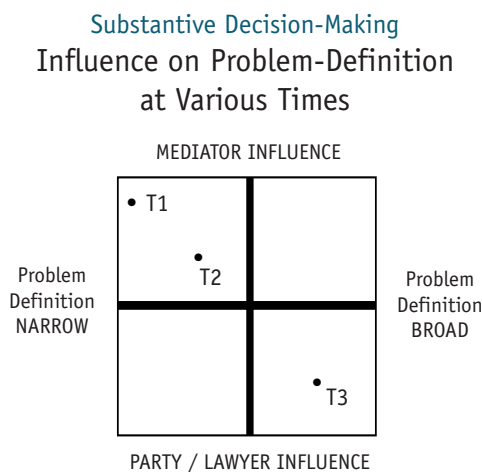 Substantive Decision-Making
Influence on Problem-Definition
at Various Times
MEDIATOR INFLUENCE
T1
T2
Problem
Definition
NARROW
Problem
Definition
BROAD
T3
PARTY / LAWYER INFLUENCE